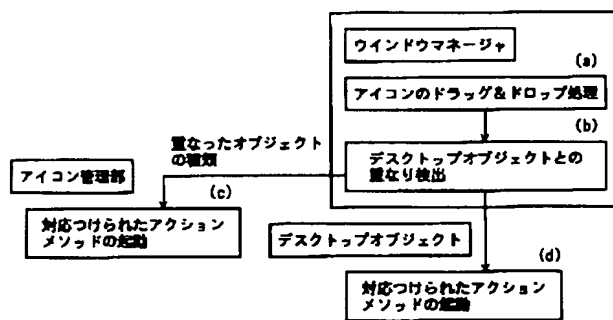 ウインドウマネージャ
(a)
アイコンのドラッグ&ドロップ処理
(b)
重なったオブジェクト
の種類
デスクトップオブジェクトとの
重なり検出
アイコン管理部
(c)
対応つけられたアクション
メソッドの起動
デスクトップオブジェクト
(d)
対応つけられたアクション
メソッドの起動